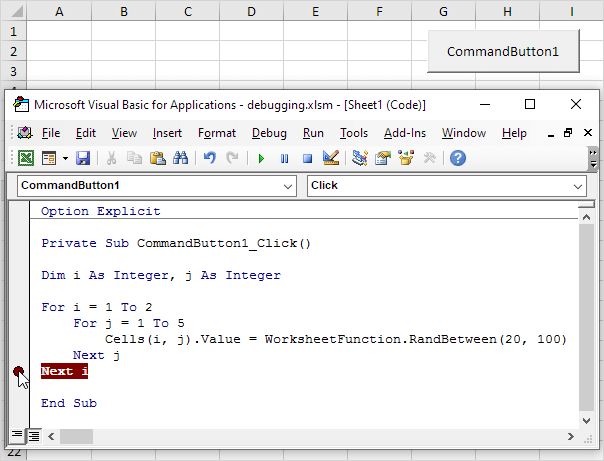 A B C D E F G H I
1
2
3
CommandButton1
Microsoft Visual Basic for Applications - debugging.xlsm - [Sheet1 (Code)]
File Edit View Insert Format Debug Run Tools Add-Ins Window Help
CommandButton1 Click
Option Explicit
Private Sub CommandButton1_Click()
Dim i As Integer, j As Integer
For i = 1 To 2
For j = 1 To 5
Cells(i, j).Value = WorksheetFunction.RandBetween(20, 100)
Next j
Next i
End Sub
22